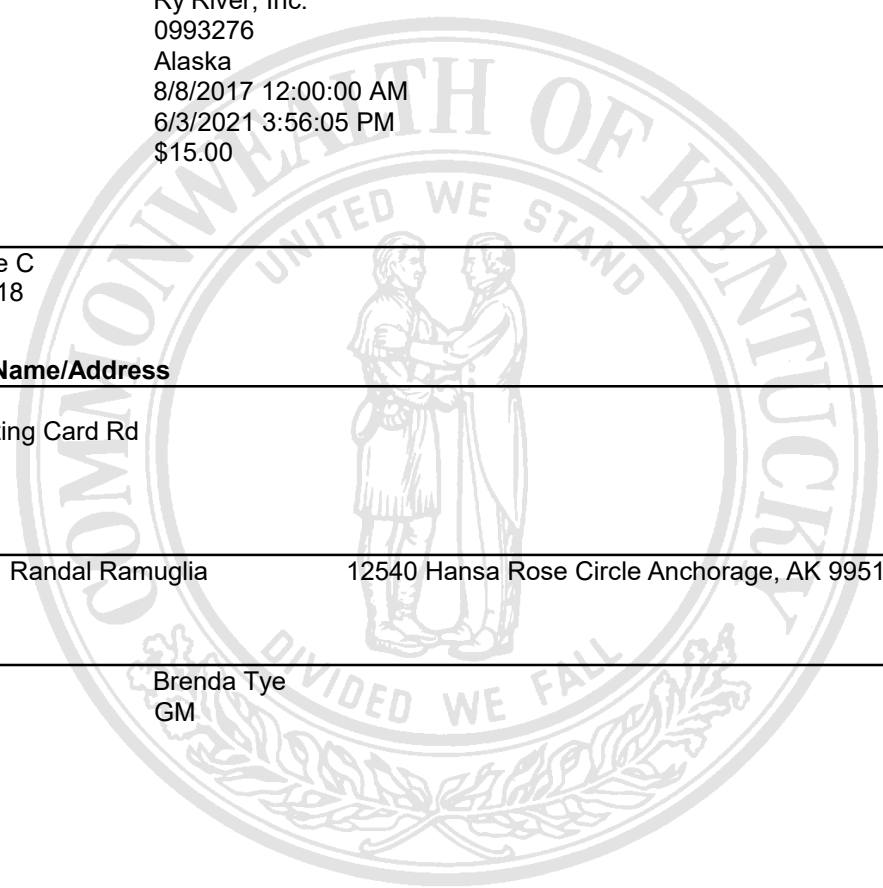 Ry River, Inc.
0993276
Alaska
8/8/2017 12:00:00 AM
6/3/2021 3:56:05 PM
$15.00
e C
18
Name/Address
ting Card Rd
Randal Ramuglia 12540 Hansa Rose Circle Anchorage, AK 9951
Brenda Tye
GM
COMMONWEALTH OF KENTUCKY
UNITED WE STAND
DIVIDED WE FALL